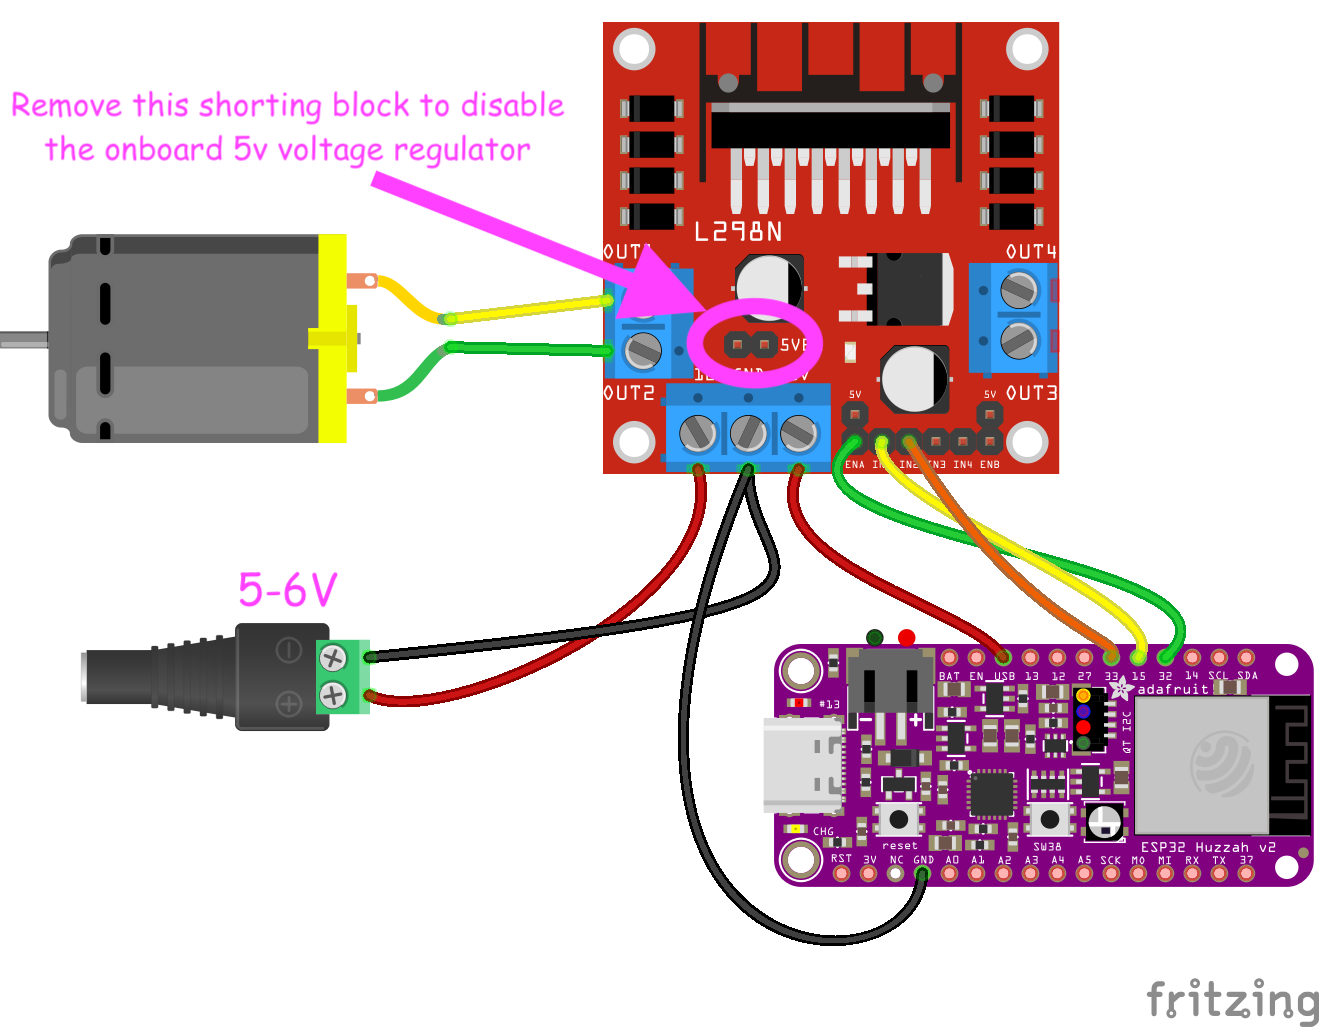 Remove this shorting block to disable
the onboard 5v voltage regulator
L298N
OUT1
OUT4
5VE
GND
OUT2
OUT3
5V
5V
ENA
IN2
IN3
IN4
ENB
5-6V
BAT EN USB 13 12 27 33 15 32 14 SCL SDA
adafruit
#13
- +
QT I2C
CHG
reset
SW38
ESP32 Huzzah v2
RST 3V NC GND A0 A1 A2 A3 A4 A5 SCK MO MI RX TX 37
fritzing